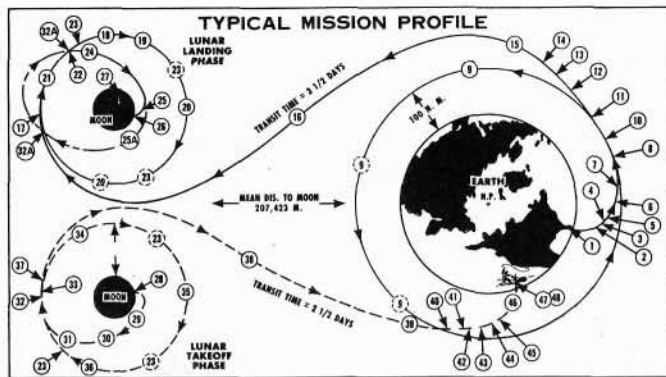 TYPICAL MISSION PROFILE
LUNAR
LANDING
PHASE
32A
23
18
19
24
22
23
21
27
20
25
MOON
26
17
25A
32A
20
23
TRANSIT TIME = 3 1/2 DAYS
16
MEAN DIS. TO MOON
207,423 M.
9
9
9
100 N. M.
EARTH
N.P.
15
14
13
12
11
10
8
7
4
6
5
3
2
1
34
23
37
33
32
MOON
28
29
35
31
30
23
36
23
LUNAR
TAKEOFF
PHASE
38
TRANSIT TIME = 2 1/2 DAYS
39
40
41
42
43
44
45
46
47
48